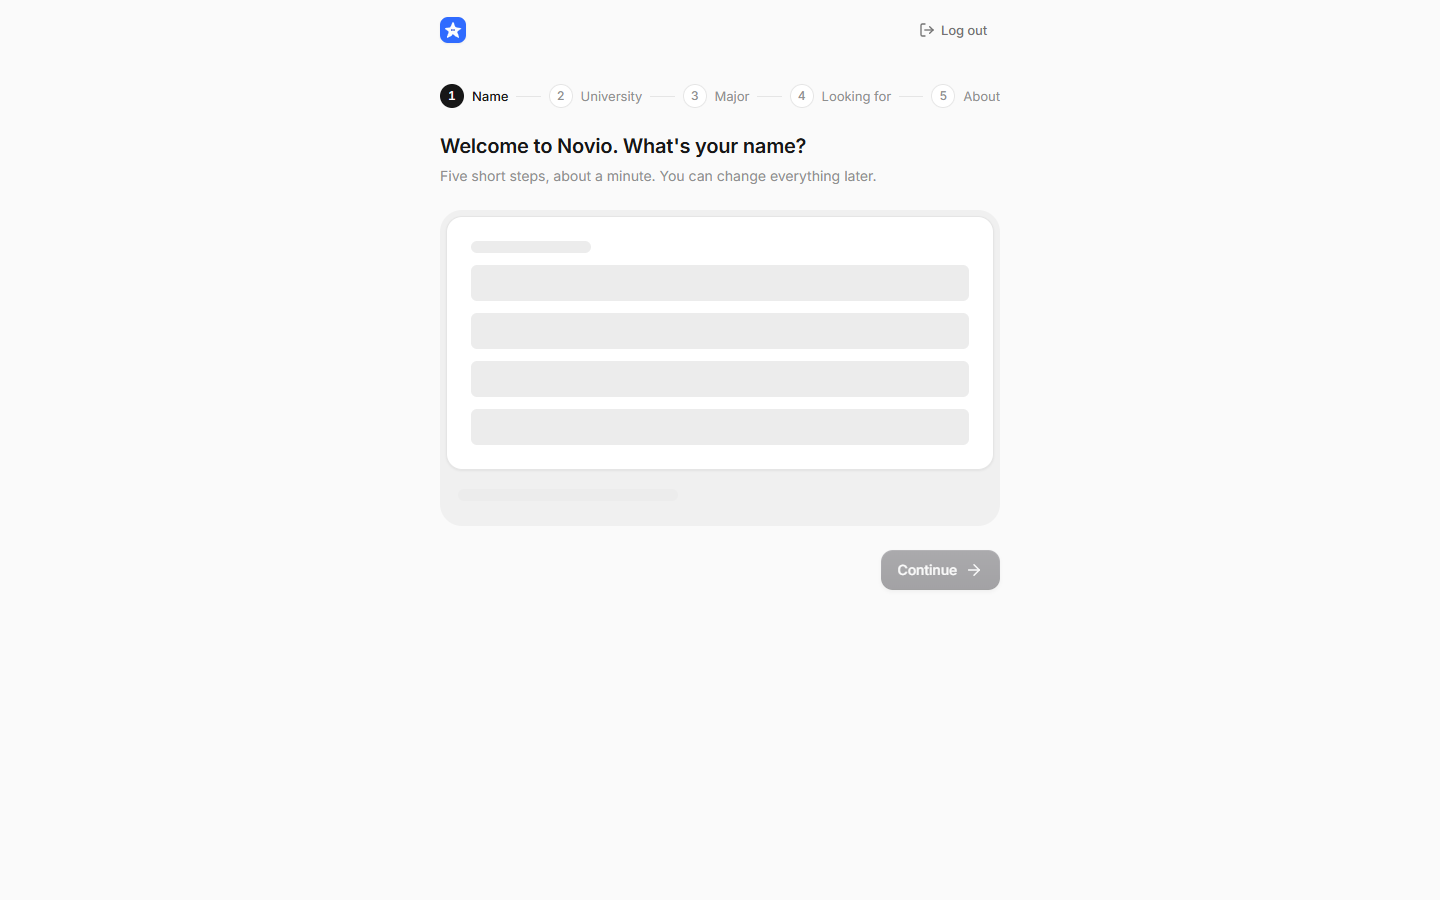 Log out
1 Name 2 University 3 Major 4 Looking for 5 About
Welcome to Novio. What's your name?
Five short steps, about a minute. You can change everything later.
Continue